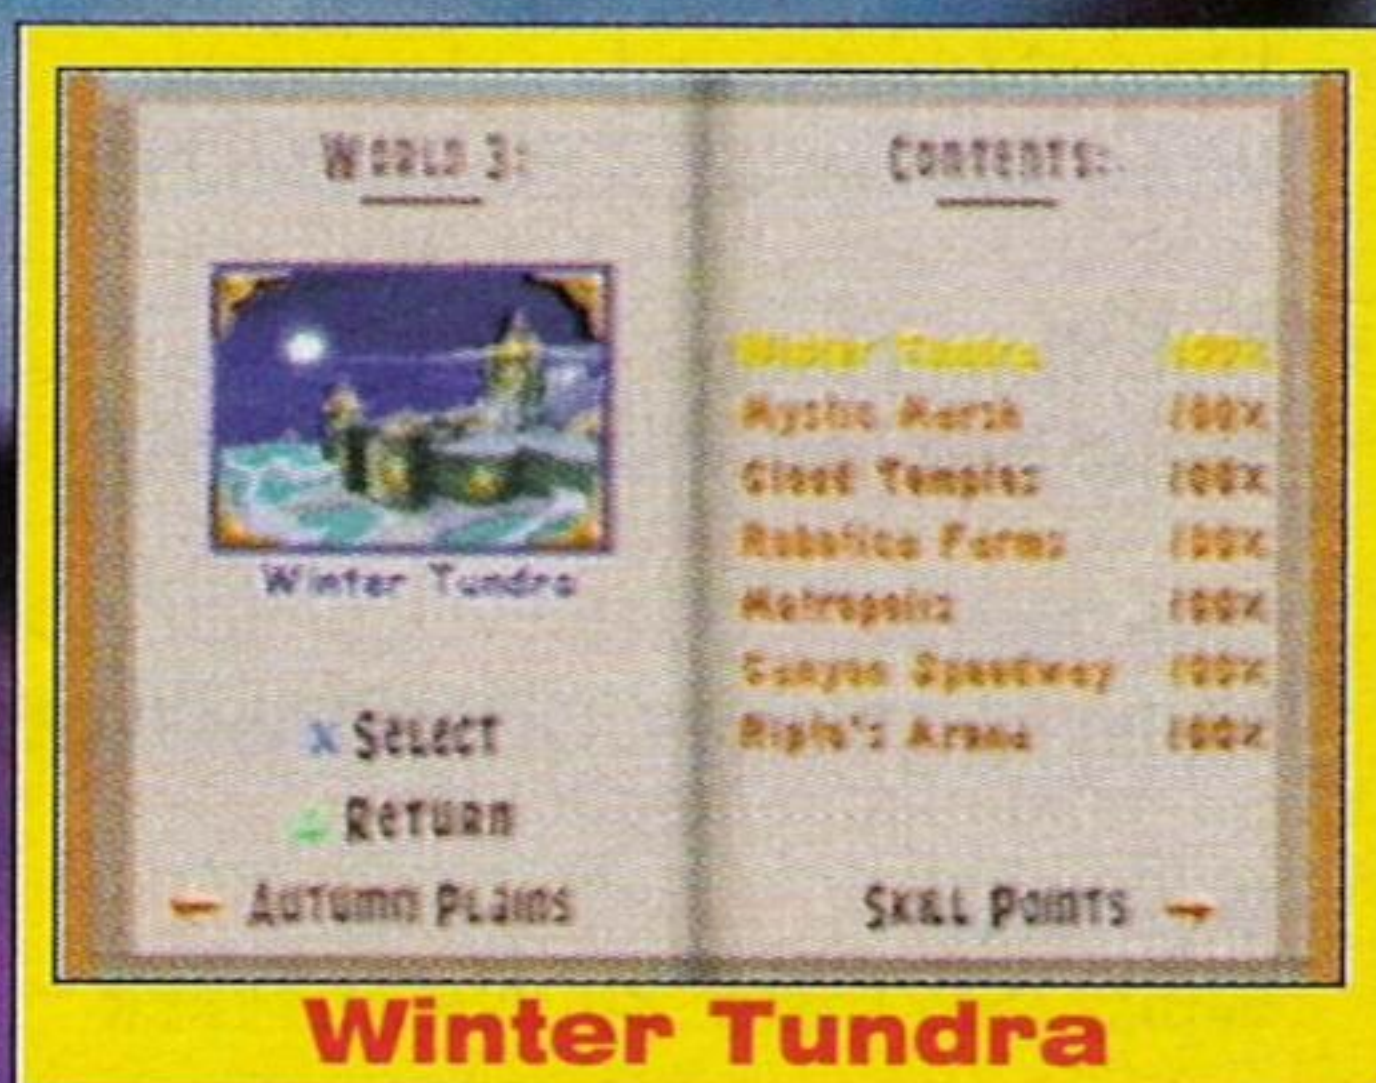 World 3:
Winter Tundra
X Select
Return
Autumn Plains
Contents:
Winter Tundra 100%
Mystic Marsh 100%
Cloud Temples 100%
Robotica Farms 100%
Metropolis 100%
Canyon Speedway 100%
Ripto's Arena 100%
Skill Points
Winter Tundra